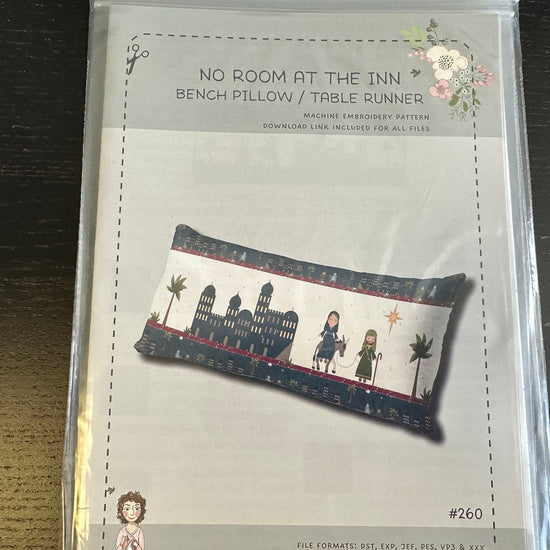 NO ROOM AT THE INN
BENCH PILLOW / TABLE RUNNER
MACHINE EMBROIDERY PATTERN
DOWNLOAD LINK INCLUDED FOR ALL FILES
#260
FILE FORMATS: DST, EXP, JEF, PES, VP3 & XXX